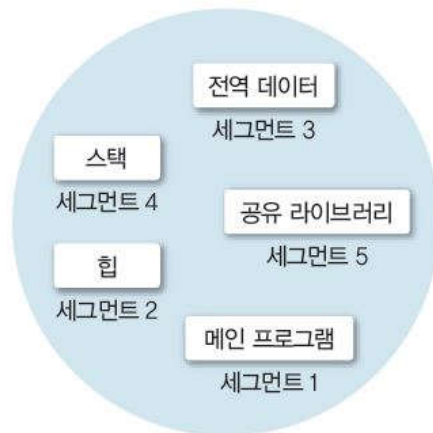 전역 데이터
세그먼트 3
스택
세그먼트 4
공유 라이브러리
세그먼트 5
힙
세그먼트 2
메인 프로그램
세그먼트 1